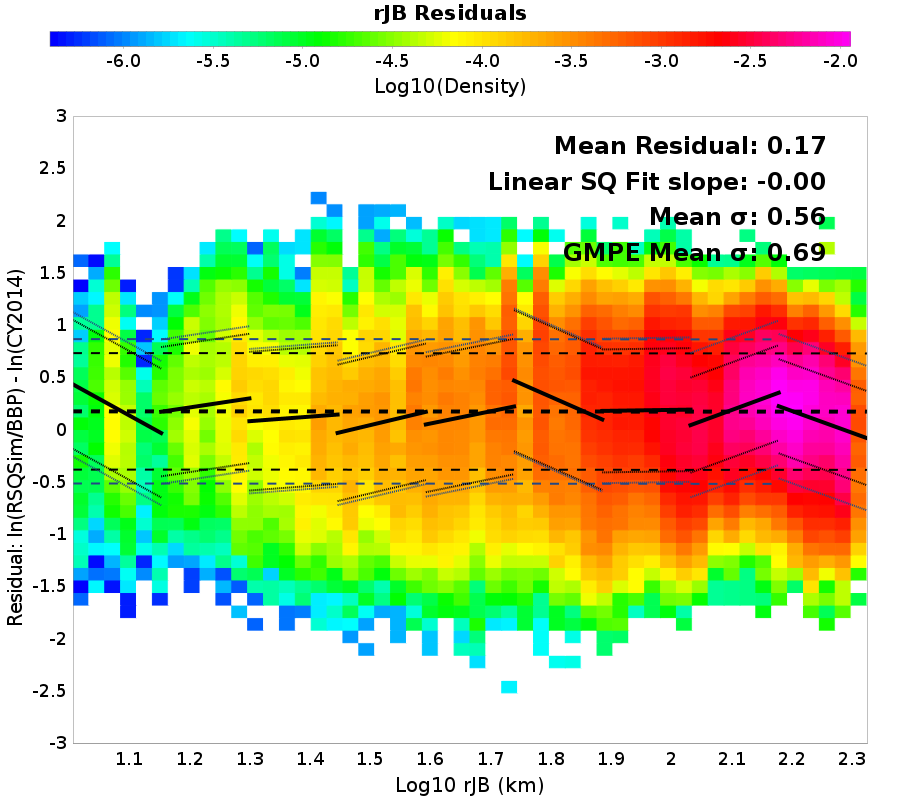 rJB Residuals
-6.0 -5.5 -5.0 -4.5 -4.0 -3.5 -3.0 -2.5 -2.0
Log10(Density)
Mean Residual: 0.17
Linear SQ Fit slope: -0.00
Mean σ: 0.56
GMPE Mean σ: 0.69
Residual: ln(RSQSim/BBP) - ln(CY2014)
3
2.5
2
1.5
1
0.5
0
-0.5
-1
-1.5
-2
-2.5
-3
1.1 1.2 1.3 1.4 1.5 1.6 1.7 1.8 1.9 2 2.1 2.2 2.3
Log10 rJB (km)